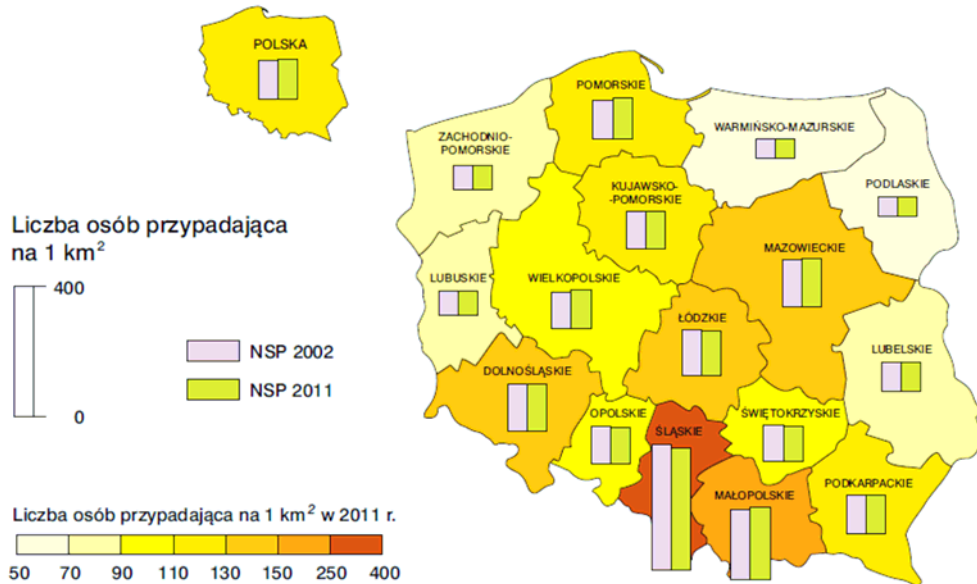 POLSKA
POMORSKIE
WARMIŃSKO-MAZURSKIE
ZACHODNIO-
POMORSKIE
PODLASKIE
KUJAWSKO-
-POMORSKIE
Liczba osób przypadająca
na 1 km²
MAZOWIECKIE
LUBUSKIE
WIELKOPOLSKIE
400
ŁÓDZKIE
NSP 2002
LUBELSKIE
DOLNOŚLĄSKIE
NSP 2011
0
OPOLSKIE
ŚWIĘTOKRZYSKIE
ŚLĄSKIE
PODKARPACKIE
MAŁOPOLSKIE
Liczba osób przypadająca na 1 km² w 2011 r.
50 70 90 110 130 150 250 400